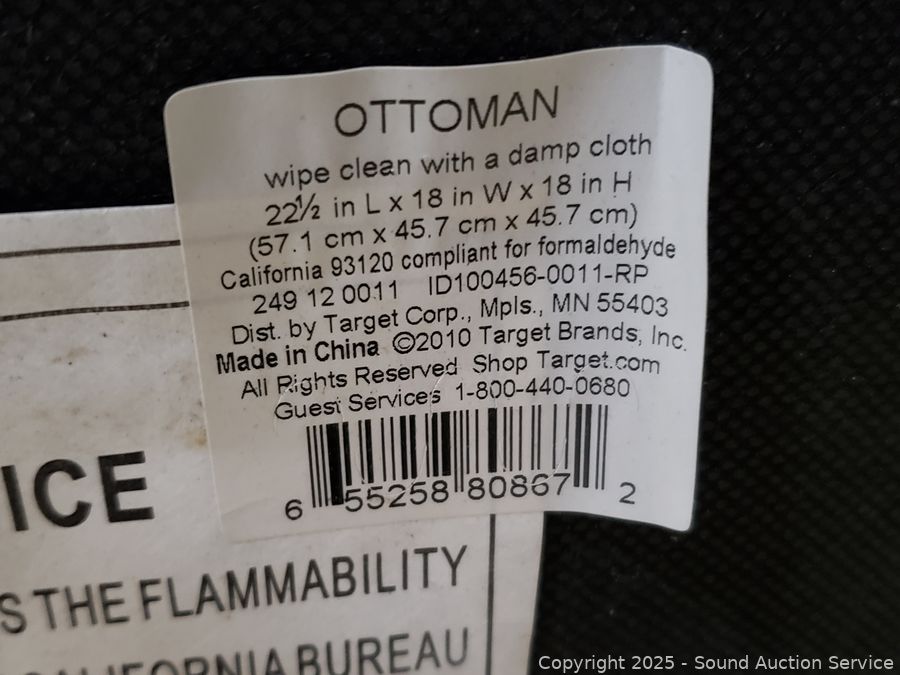 OTTOMAN
wipe clean with a damp cloth
22½ in L x 18 in W x 18 in H
(57.1 cm x 45.7 cm x 45.7 cm)
California 93120 compliant for formaldehyde
249 12 0011 ID100456-0011-RP
Dist. by Target Corp., Mpls., MN 55403
Made in China ©2010 Target Brands, Inc.
All Rights Reserved Shop Target.com
Guest Services 1-800-440-0680
6 55258 80867 2
ICE
S THE FLAMMABILITY
CALIFORNIA BUREAU
Copyright 2025 - Sound Auction Service